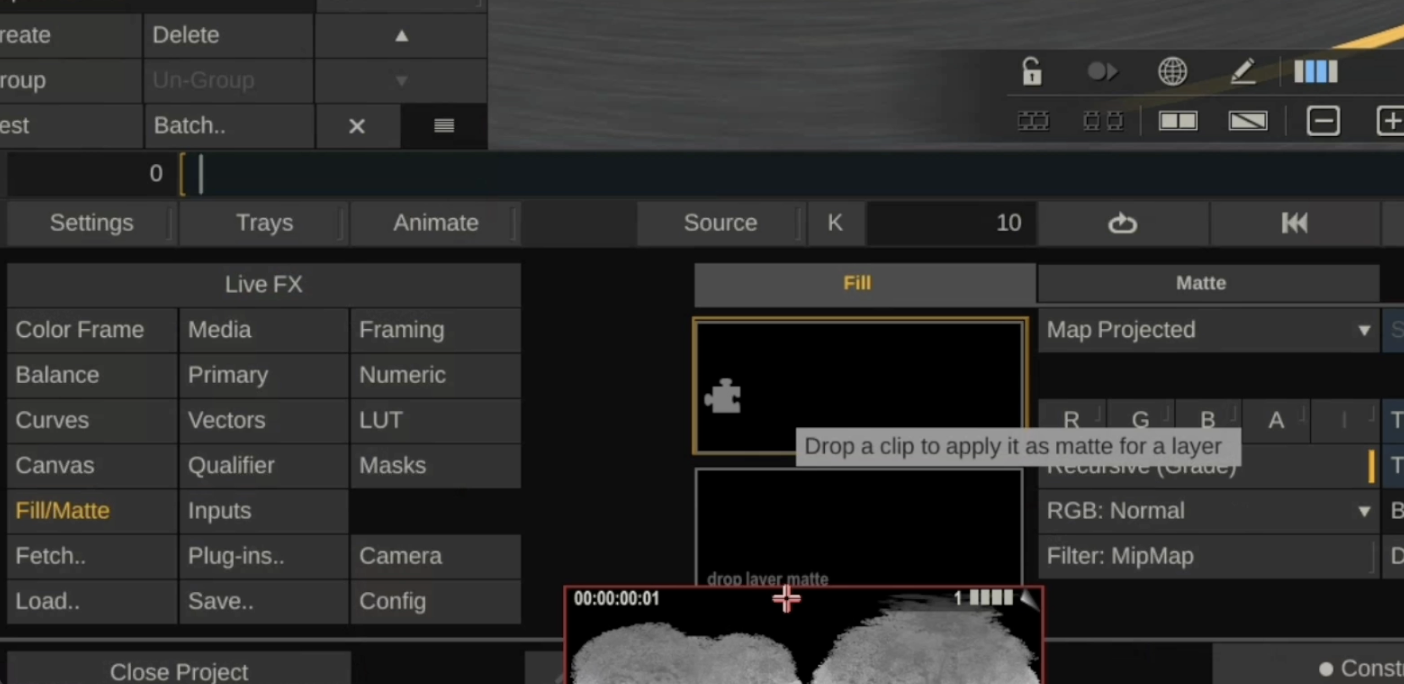 reate Delete ▲
roup Un-Group ▼
est Batch.. ✕
0 [
Settings Trays Animate Source K 10
Live FX Fill Matte
Color Frame Media Framing Map Projected ▼ S
Balance Primary Numeric
Curves Vectors LUT R G B A I T
Drop a clip to apply it as matte for a layer
Canvas Qualifier Masks Recursive (Grade) T
Fill/Matte Inputs RGB: Normal ▼ B
Fetch.. Plug-ins.. Camera Filter: MipMap D
drop layer matte
Load.. Save.. Config 00:00:00:01 1
Close Project ● Constr